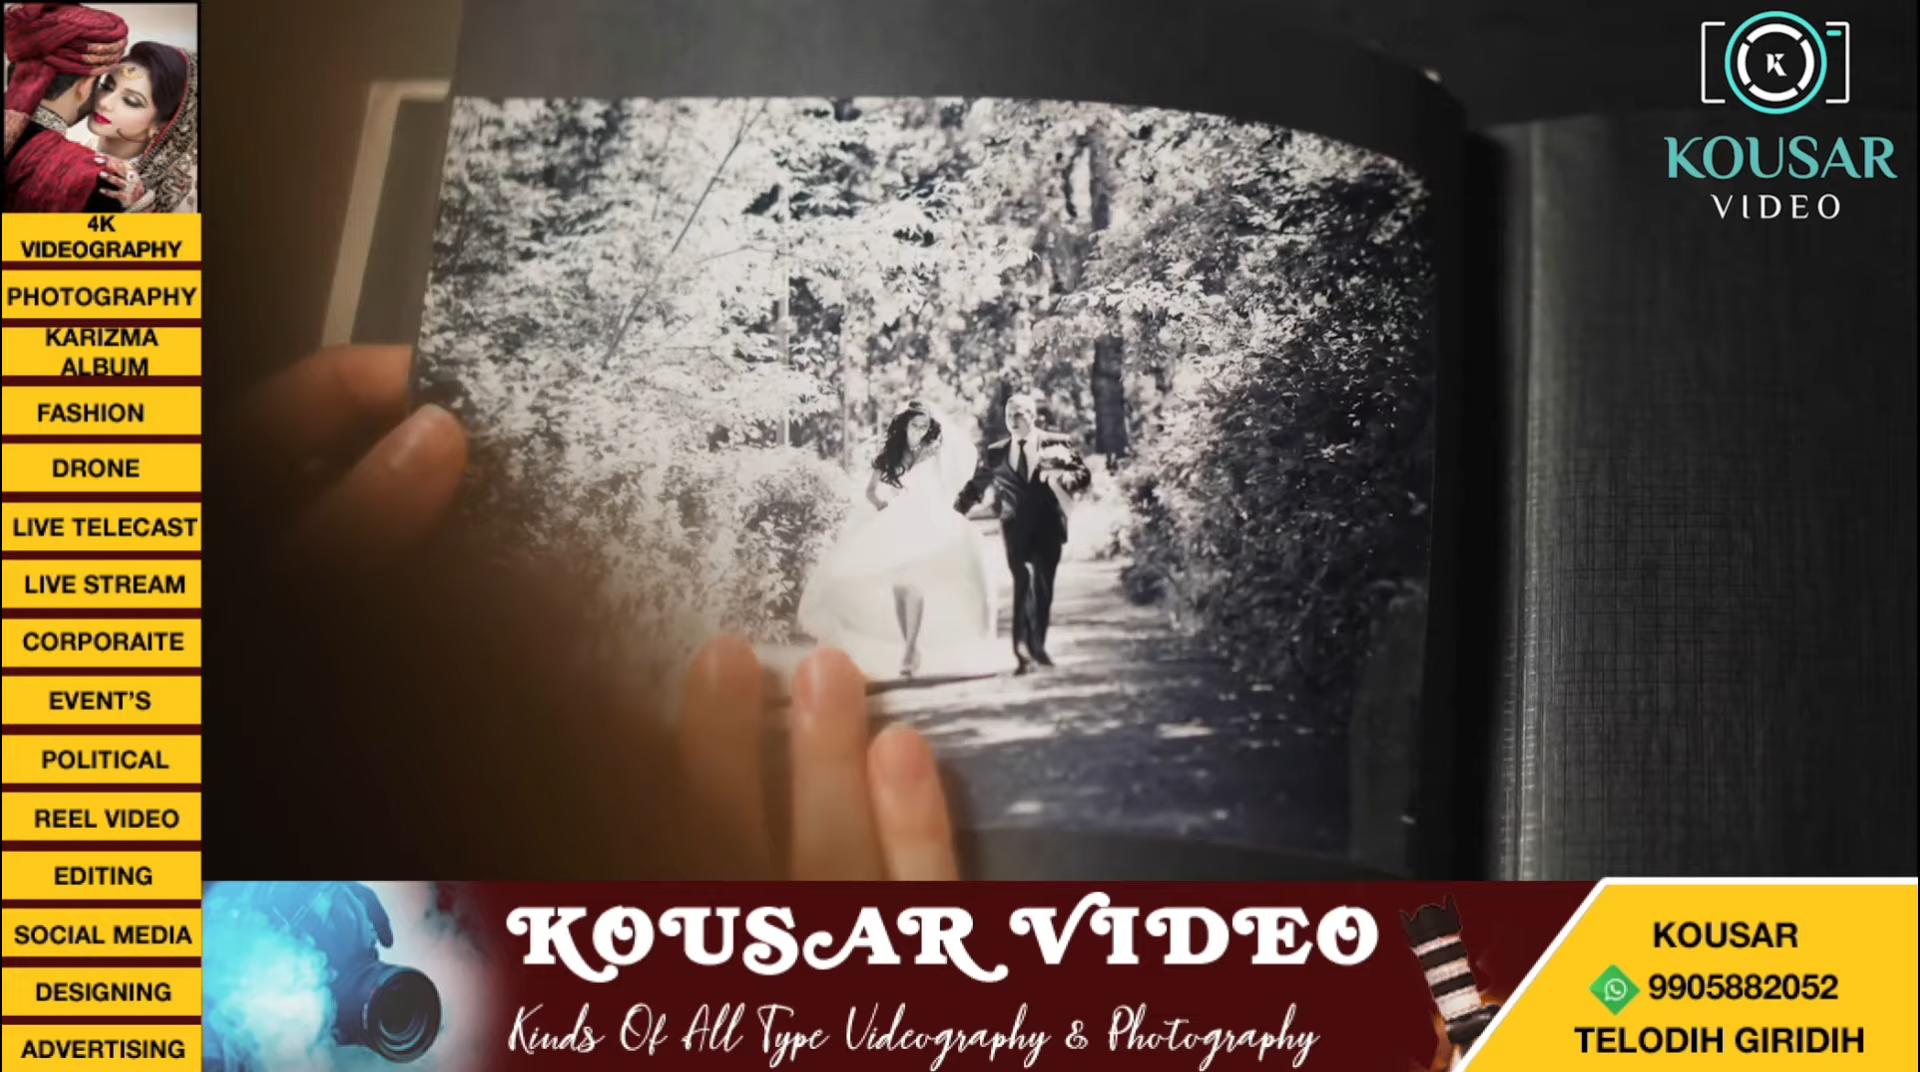 4K
VIDEOGRAPHY
PHOTOGRAPHY
KARIZMA
ALBUM
FASHION
DRONE
LIVE TELECAST
LIVE STREAM
CORPORAITE
EVENT'S
POLITICAL
REEL VIDEO
EDITING
SOCIAL MEDIA
DESIGNING
ADVERTISING
K
KOUSAR
VIDEO
KOUSAR VIDEO
Kinds Of All Type Videography & Photography
KOUSAR
9905882052
TELODIH GIRIDIH